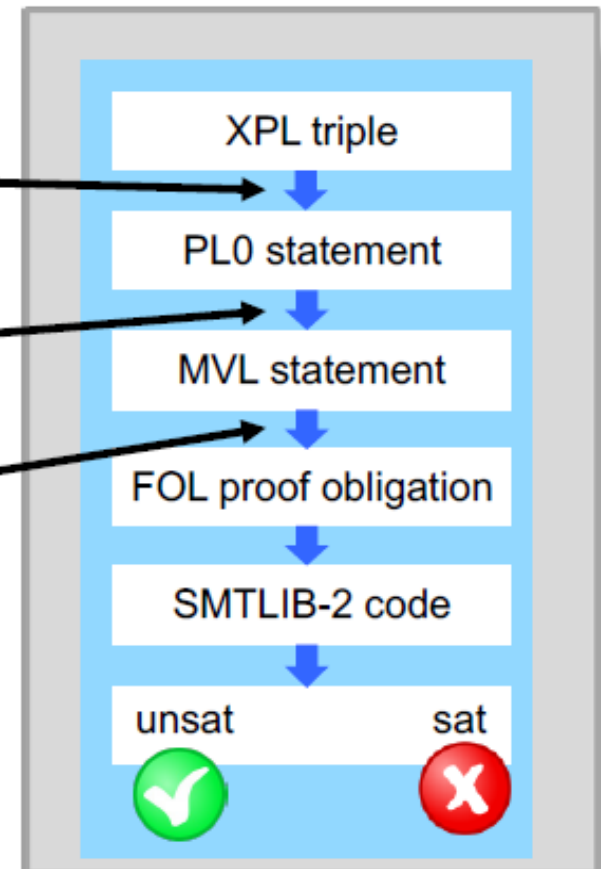 XPL triple
PL0 statement
MVL statement
FOL proof obligation
SMTLIB-2 code
unsat sat